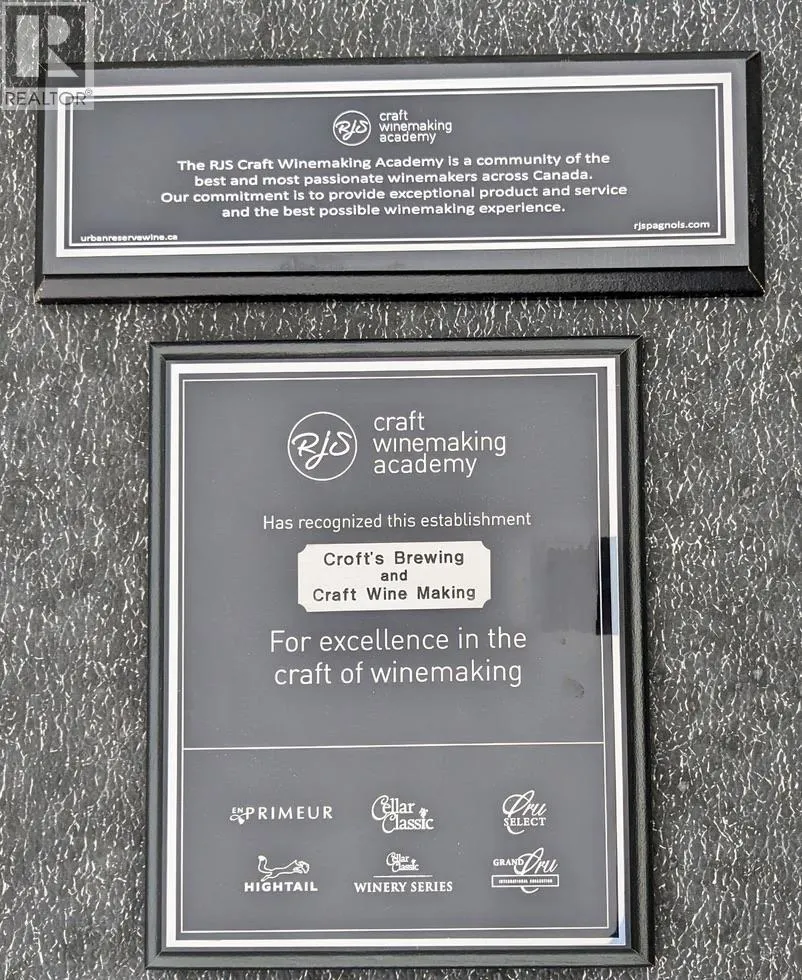 R
REALTOR®
RJS
craft
winemaking
academy
The RJS Craft Winemaking Academy is a community of the
best and most passionate winemakers across Canada.
Our commitment is to provide exceptional product and service
and the best possible winemaking experience.
urbanreservewine.ca
rjspagnols.com
RJS
craft
winemaking
academy
Has recognized this establishment
Croft's Brewing
and
Craft Wine Making
For excellence in the
craft of winemaking
EN PRIMEUR
Cellar
Classic
Cru
SELECT
HIGHTAIL
Cellar
Classic
WINERY SERIES
GRAND Cru
INTERNATIONAL COLLECTION